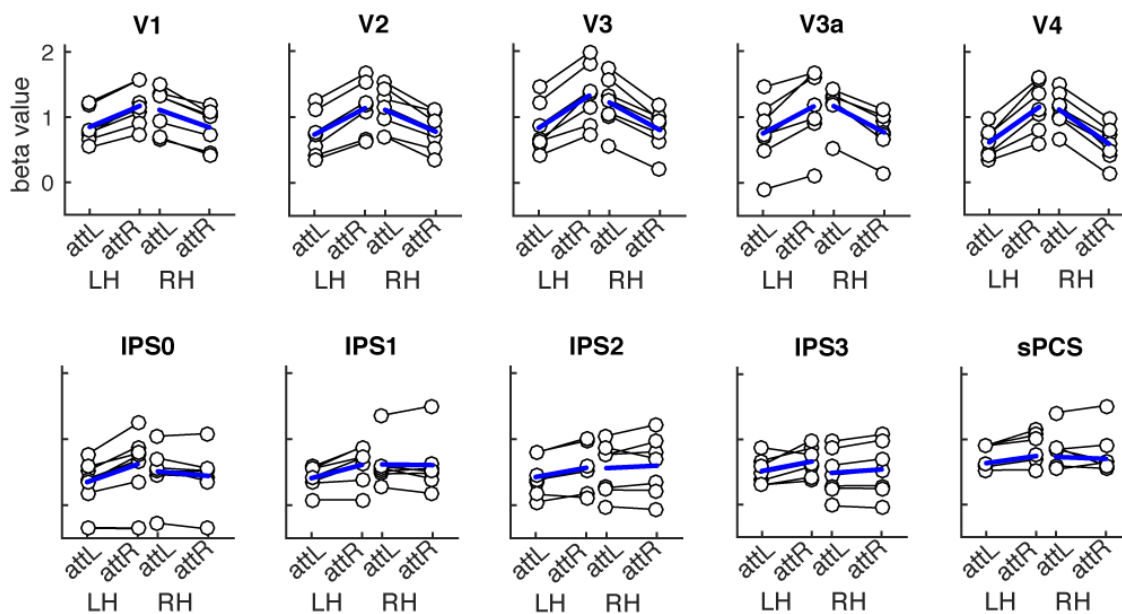 V1 V2 V3 V3a V4
2
1
0
beta value
attL attR attL attR attL attR attL attR attL attR attL attR attL attR attL attR attL attR attL attR
LH RH LH RH LH RH LH RH LH RH
IPS0 IPS1 IPS2 IPS3 sPCS
attL attR attL attR attL attR attL attR attL attR attL attR attL attR attL attR attL attR attL attR
LH RH LH RH LH RH LH RH LH RH